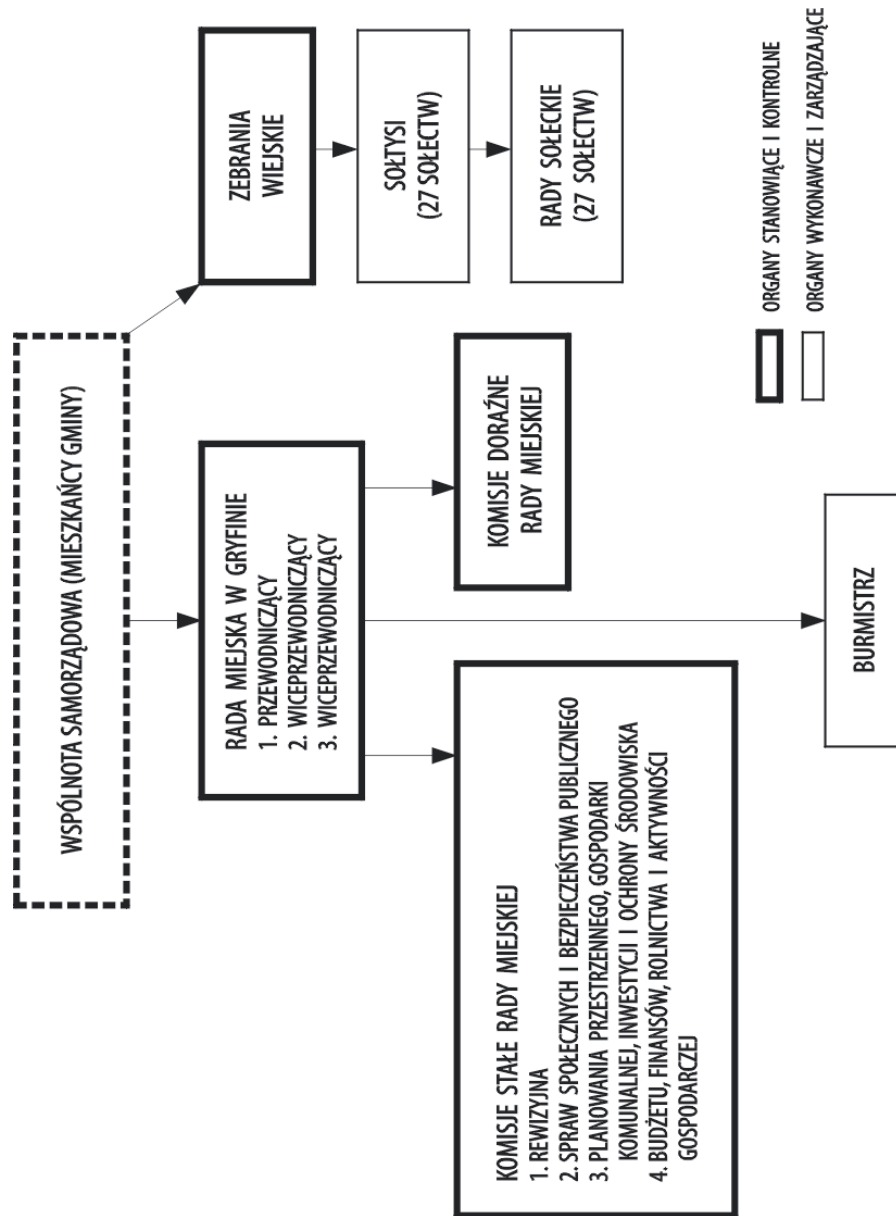 WSPÓLNOTA SAMORZĄDOWA (MIESZKAŃCY GMINY)
RADA MIEJSKA W GRYFINIE
1. PRZEWODNICZĄCY
2. WICEPRZEWODNICZĄCY
3. WICEPRZEWODNICZĄCY
ZEBRANIA
WIEJSKIE
SOŁTYSI
(27 SOŁECTW)
RADY SOŁECKIE
(27 SOŁECTW)
KOMISJE STAŁE RADY MIEJSKIEJ
1. REWIZYJNA
2. SPRAW SPOŁECZNYCH I BEZPIECZEŃSTWA PUBLICZNEGO
3. PLANOWANIA PRZESTRZENNEGO, GOSPODARKI
KOMUNALNEJ, INWESTYCJI I OCHRONY ŚRODOWISKA
4. BUDŻETU, FINANSÓW, ROLNICTWA I AKTYWNOŚCI
GOSPODARCZEJ
KOMISJE DORAŹNE
RADY MIEJSKIEJ
BURMISTRZ
ORGANY STANOWIĄCE I KONTROLNE
ORGANY WYKONAWCZE I ZARZĄDZAJĄCE